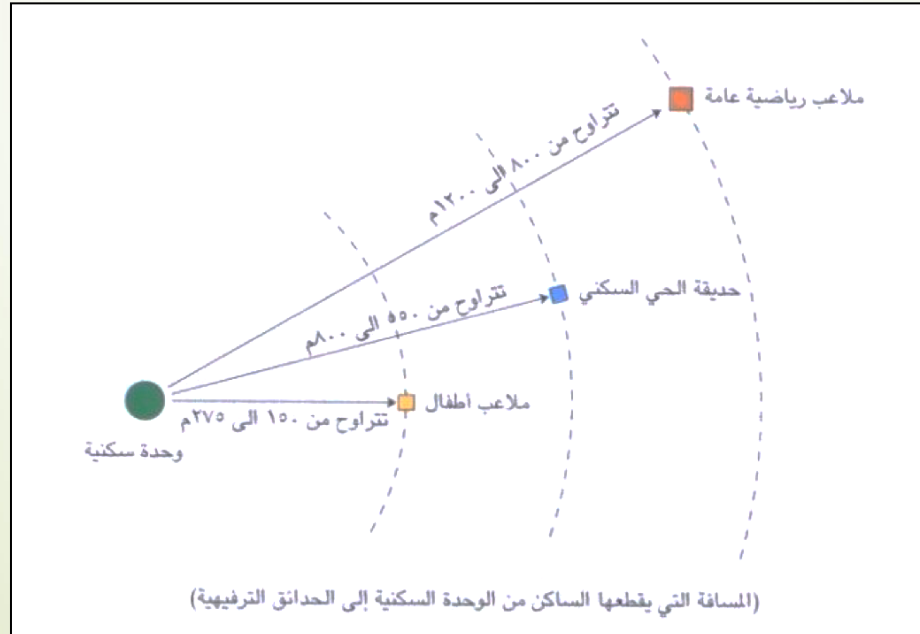 ملاعب رياضية عامة
تتراوح من ٨٠٠ الى ١٢٠٠م
حديقة الحي السكني
تتراوح من ٥٥٠ الى ٨٠٠م
ملاعب أطفال
تتراوح من ١٥٠ الى ٢٧٥م
وحدة سكنية
(المسافة التي يقطعها الساكن من الوحدة السكنية إلى الحدائق الترفيهية)